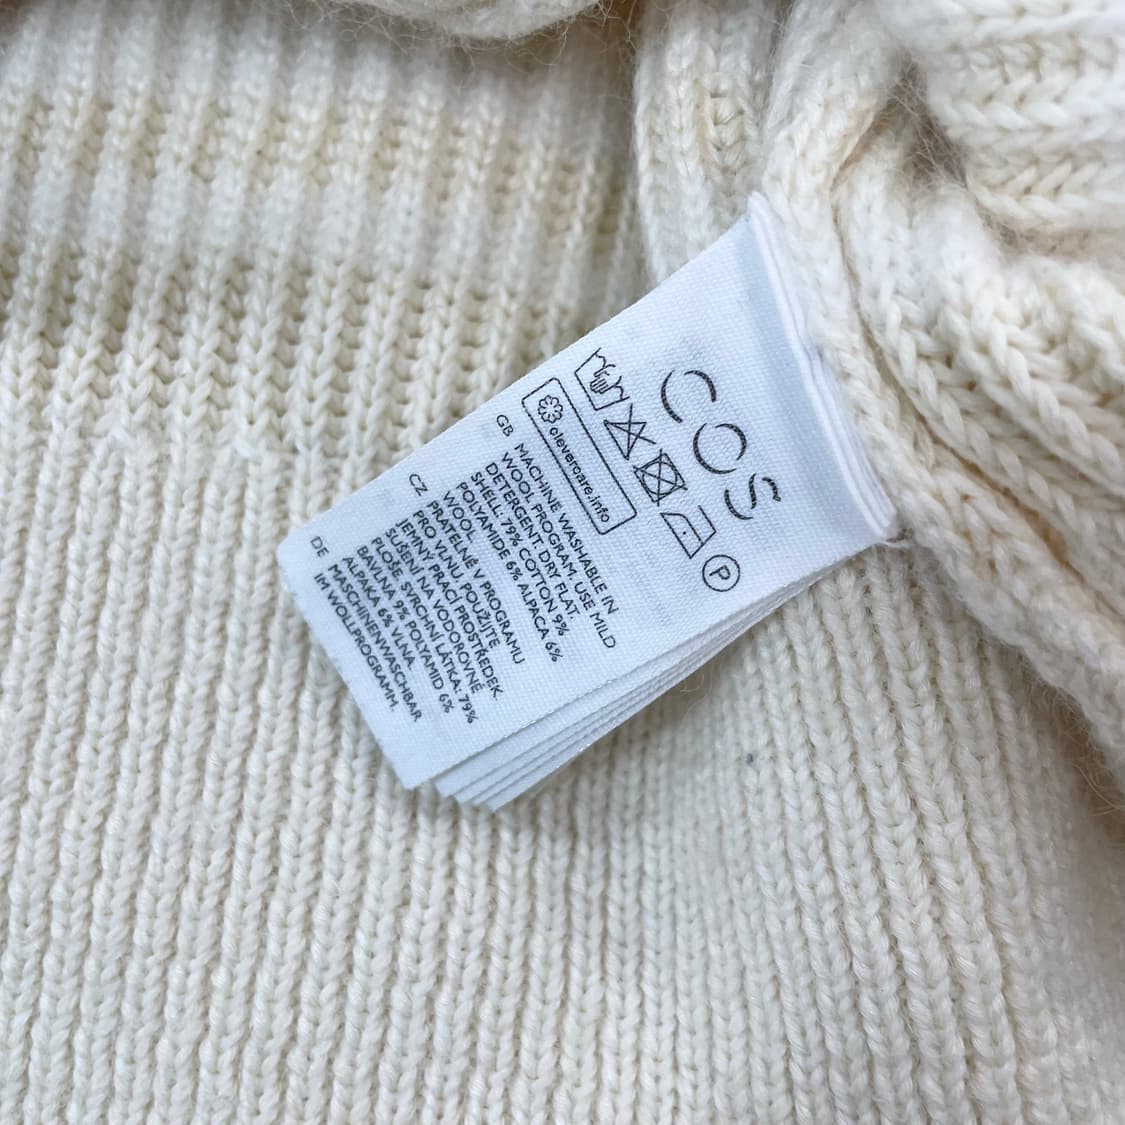 COS
P
clevercare.info
GB MACHINE WASHABLE IN
WOOL PROGRAM. USE MILD
DETERGENT. DRY FLAT.
SHELL: 79% COTTON 9%
POLYAMIDE 6% ALPACA 6%
WOOL.
CZ PRATELNÉ V PROGRAMU
PRO VLNU. POUŽIJTE
JEMNÝ PRACÍ PROSTŘEDEK.
SUŠENÍ NA VODOROVNÉ
PLOŠE. SVRCHNÍ LÁTKA: 79%
BAVLNA 9% POLYAMID 6%
ALPAKA 6% VLNA.
DE MASCHINENWASCHBAR
IM WOLLPROGRAMM.